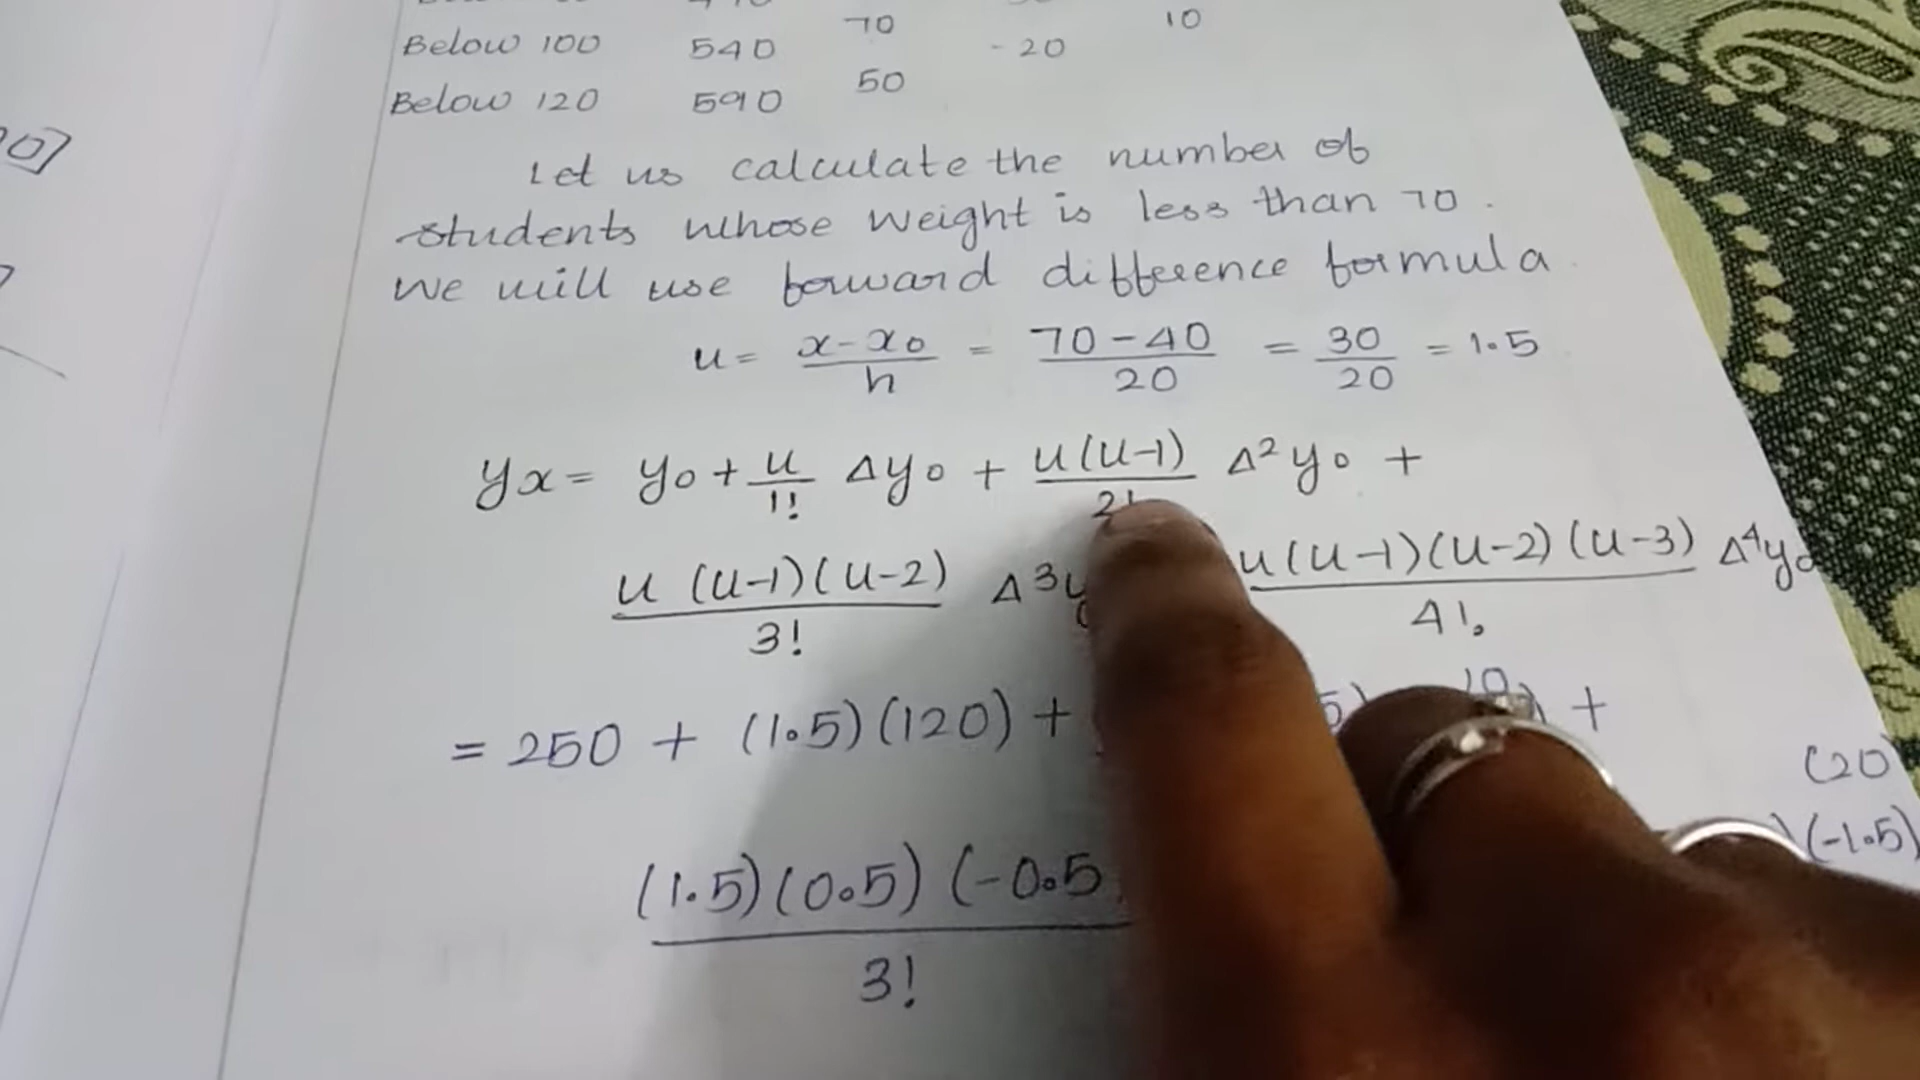 70 10
Below 100 540 - 20
Below 120 590 50
Let us calculate the number of
students whose weight is less than 70.
We will use forward difference formula
u = x - x₀ / h = 70 - 40 / 20 = 30 / 20 = 1.5
yx = y₀ + u / 1! Δy₀ + u(u-1) / 2! Δ²y₀ +
u (u-1)(u-2) / 3! Δ³y u(u-1)(u-2)(u-3) / 4! Δ⁴y₀
= 250 + (1.5)(120) + +
(20)
(1.5)(0.5)(-0.5 / 3! (-1.5)